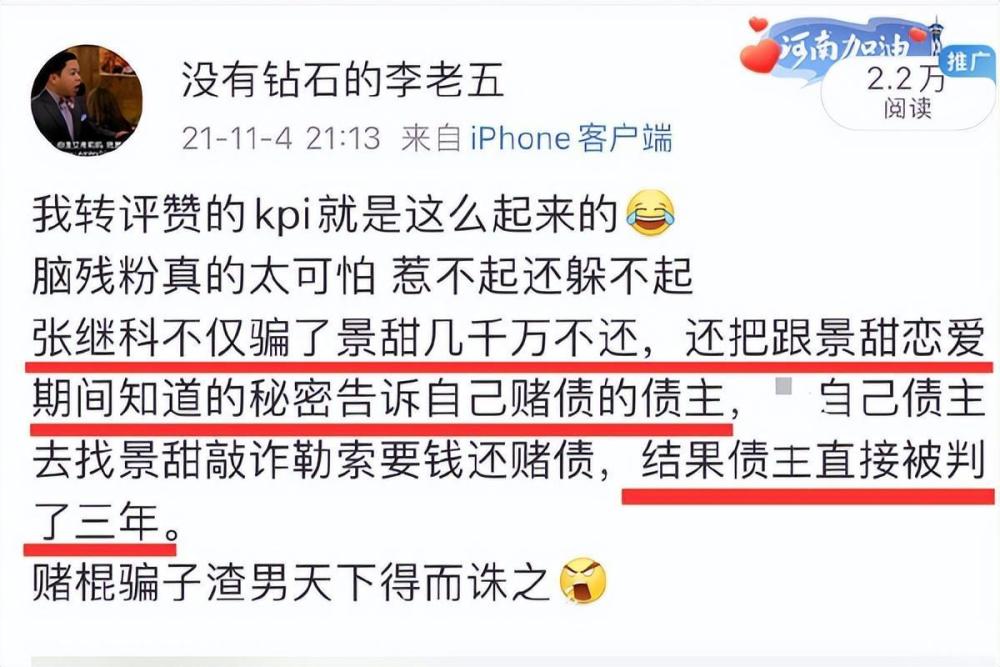 没有钻石的李老五
21-11-4 21:13 来自 iPhone客户端
河南加油
推广
2.2万
阅读
我转评赞的kpi就是这么起来的
脑残粉真的太可怕 惹不起还躲不起
张继科不仅骗了景甜几千万不还，还把跟景甜恋爱
期间知道的秘密告诉自己赌债的债主， 自己债主
去找景甜敲诈勒索要钱还赌债，结果债主直接被判
了三年。
赌棍骗子渣男天下得而诛之